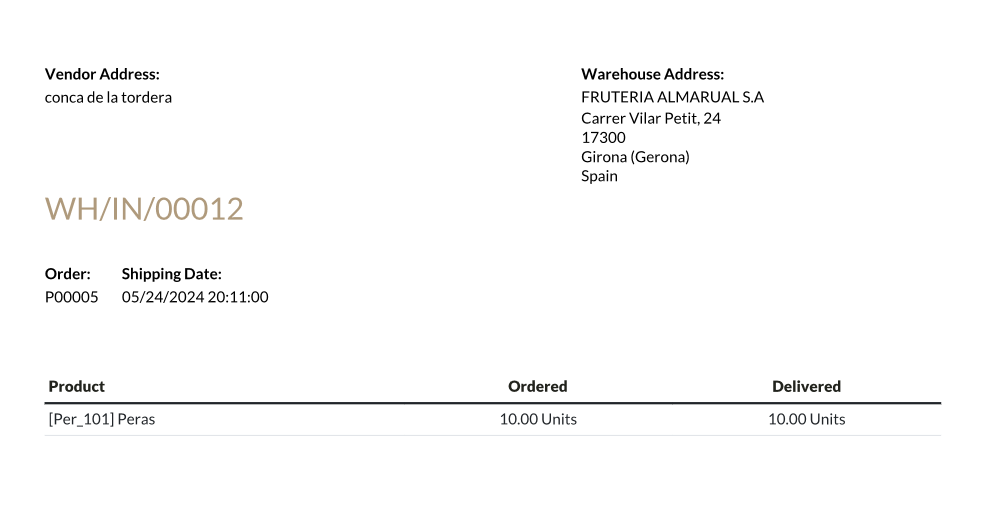 Vendor Address:
conca de la tordera
Warehouse Address:
FRUTERIA ALMARUAL S.A
Carrer Vilar Petit, 24
17300
Girona (Gerona)
Spain
WH/IN/00012
Order: Shipping Date:
P00005 05/24/2024 20:11:00
Product Ordered Delivered
[Per_101] Peras 10.00 Units 10.00 Units